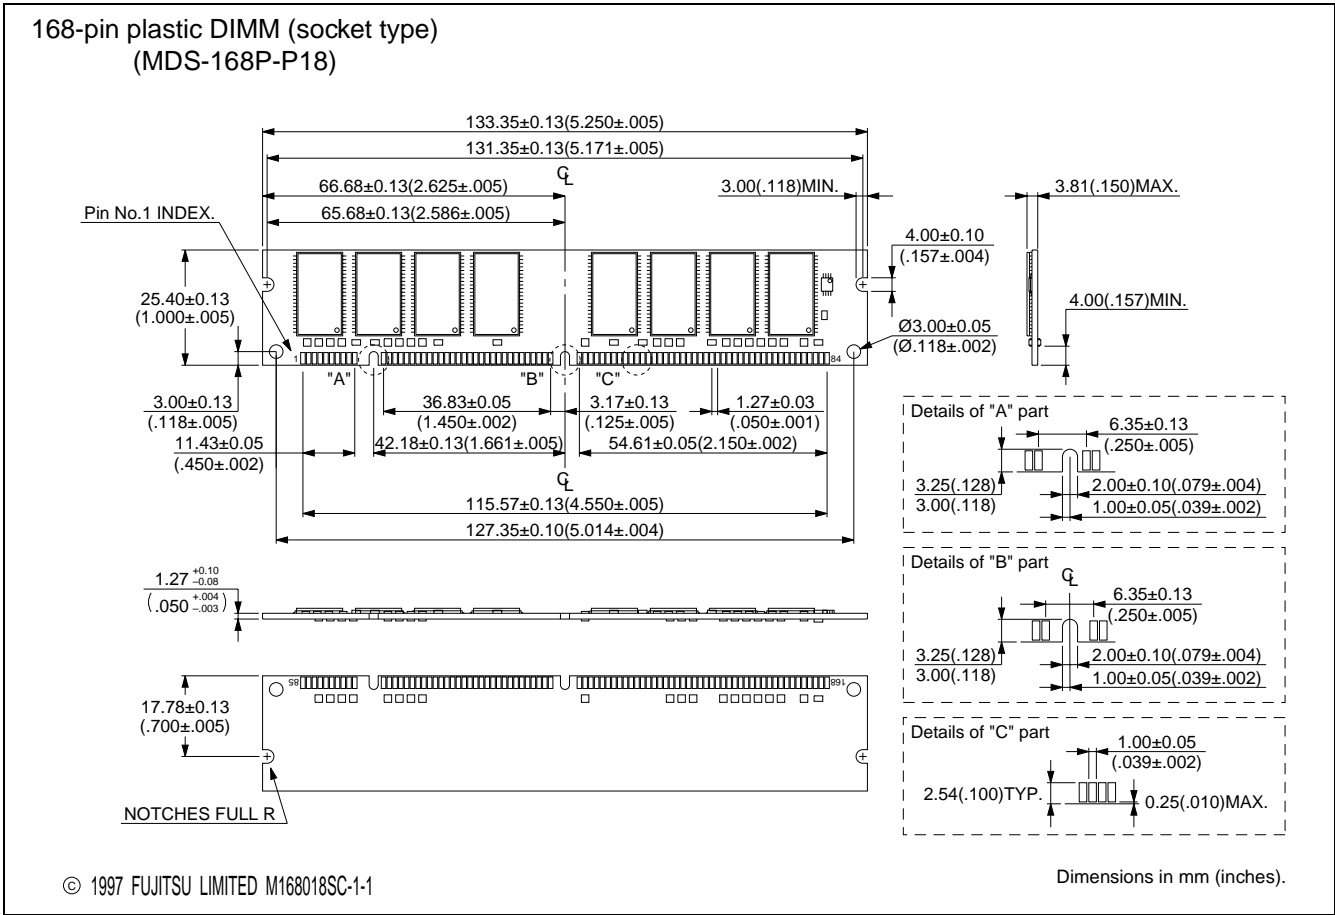 168-pin plastic DIMM (socket type)
(MDS-168P-P18)
133.35±0.13(5.250±.005)
131.35±0.13(5.171±.005)
CL
66.68±0.13(2.625±.005)
3.00(.118)MIN.
3.81(.150)MAX.
65.68±0.13(2.586±.005)
Pin No.1 INDEX.
4.00±0.10
(.157±.004)
25.40±0.13
(1.000±.005)
4.00(.157)MIN.
Ø3.00±0.05
(Ø.118±.002)
1
84
"A"
"B"
"C"
3.00±0.13
(.118±.005)
36.83±0.05
(1.450±.002)
3.17±0.13
(.125±.005)
1.27±0.03
(.050±.001)
11.43±0.05
(.450±.002)
42.18±0.13(1.661±.005)
54.61±0.05(2.150±.002)
CL
115.57±0.13(4.550±.005)
127.35±0.10(5.014±.004)
Details of "A" part
6.35±0.13
(.250±.005)
3.25(.128)
3.00(.118)
2.00±0.10(.079±.004)
1.00±0.05(.039±.002)
1.27 +0.10 –0.08
(.050 +.004 –.003)
Details of "B" part
CL
6.35±0.13
(.250±.005)
3.25(.128)
3.00(.118)
2.00±0.10(.079±.004)
1.00±0.05(.039±.002)
85
168
17.78±0.13
(.700±.005)
NOTCHES FULL R
Details of "C" part
1.00±0.05
(.039±.002)
2.54(.100)TYP.
0.25(.010)MAX.
© 1997 FUJITSU LIMITED M168018SC-1-1
Dimensions in mm (inches).